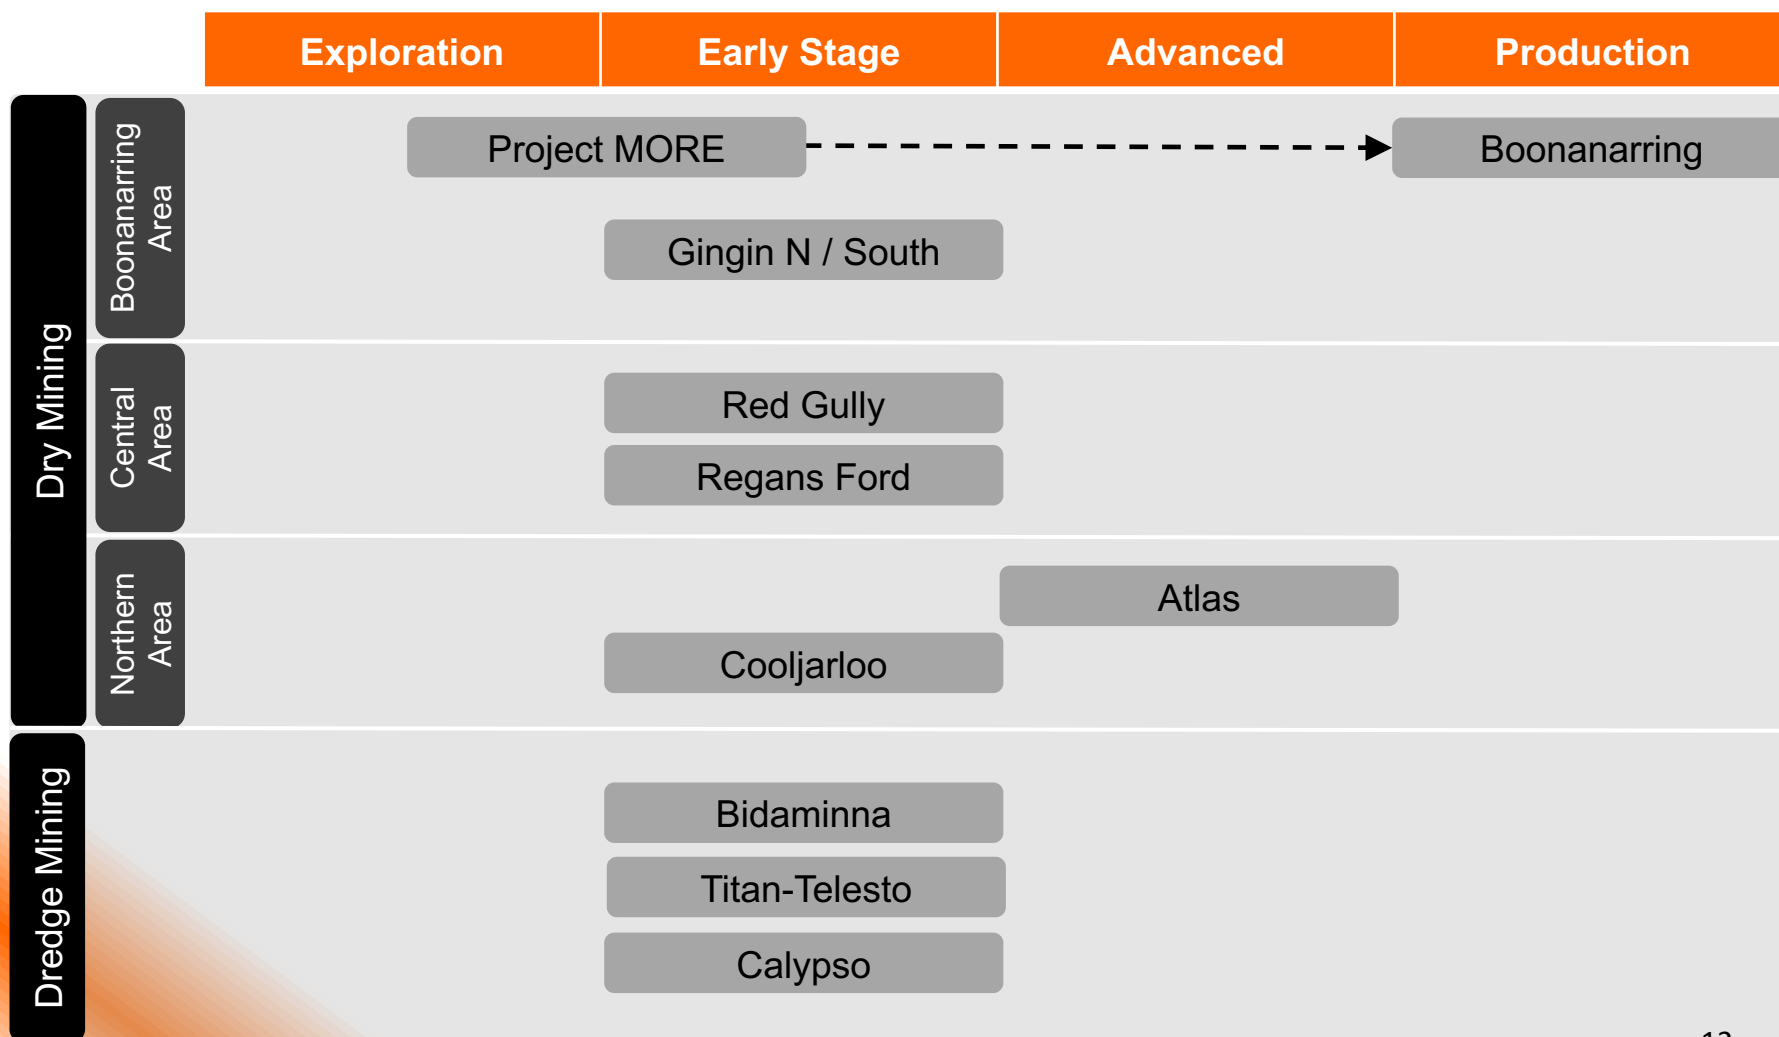 Exploration
Early Stage
Advanced
Production
Dry Mining
Boonanarring
Area
Project MORE
Boonanarring
Gingin N / South
Central
Area
Red Gully
Regans Ford
Northern
Area
Atlas
Cooljarloo
Dredge Mining
Bidaminna
Titan-Telesto
Calypso